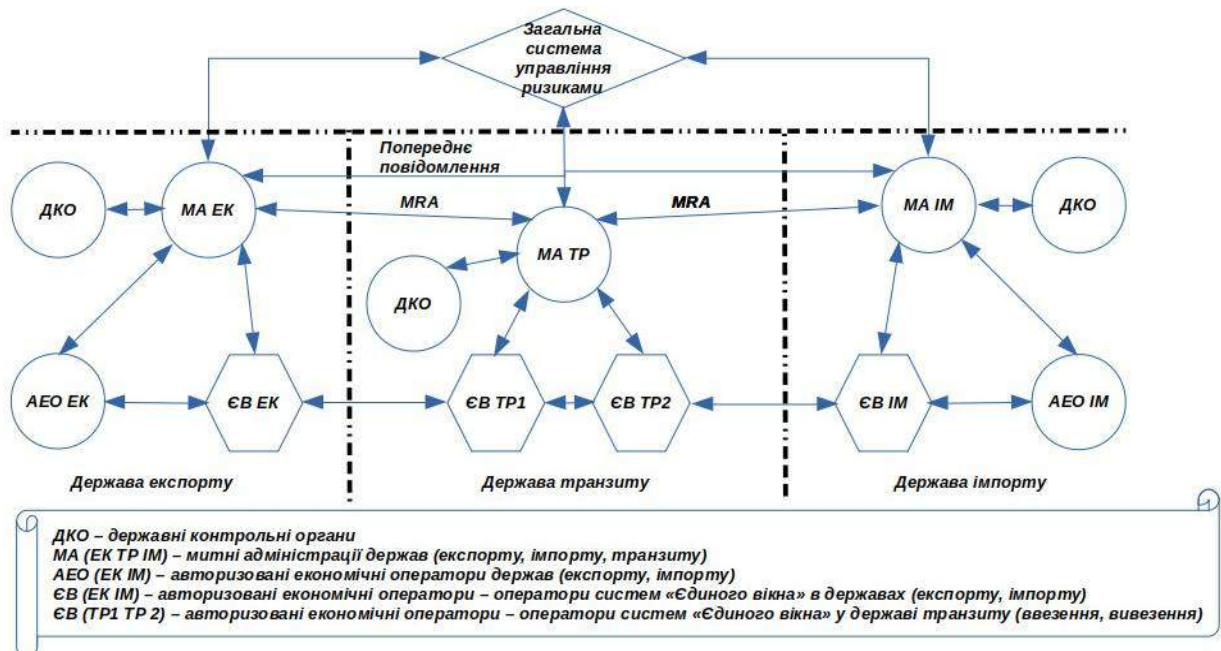 Загальна
система
управління
ризиками
Попереднє
повідомлення
ДКО
МА ЕК
MRA
MRA
МА ІМ
ДКО
МА ТР
ДКО
АЕО ЕК
ЄВ ЕК
ЄВ ТР1
ЄВ ТР2
ЄВ ІМ
АЕО ІМ
Держава експорту
Держава транзиту
Держава імпорту
ДКО – державні контрольні органи
МА (ЕК ТР ІМ) – митні адміністрації держав (експорту, імпорту, транзиту)
АЕО (ЕК ІМ) – авторизовані економічні оператори держав (експорту, імпорту)
ЄВ (ЕК ІМ) – авторизовані економічні оператори – оператори систем «Єдиного вікна» в державах (експорту, імпорту)
ЄВ (ТР1 ТР 2) – авторизовані економічні оператори – оператори систем «Єдиного вікна» у державі транзиту (ввезення, вивезення)